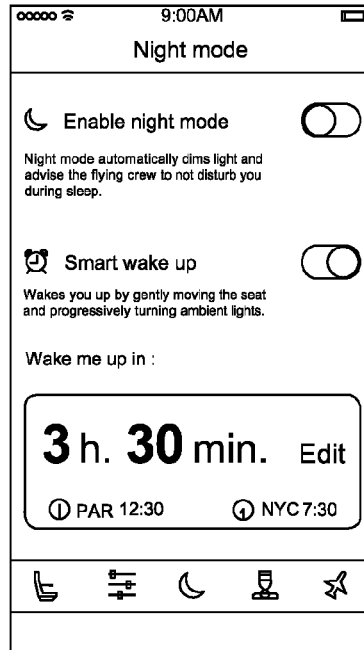 9:00AM
Night mode
Enable night mode
Night mode automatically dims light and
advise the flying crew to not disturb you
during sleep.
Smart wake up
Wakes you up by gently moving the seat
and progressively turning ambient lights.
Wake me up in :
3 h. 30 min. Edit
PAR 12:30 NYC 7:30